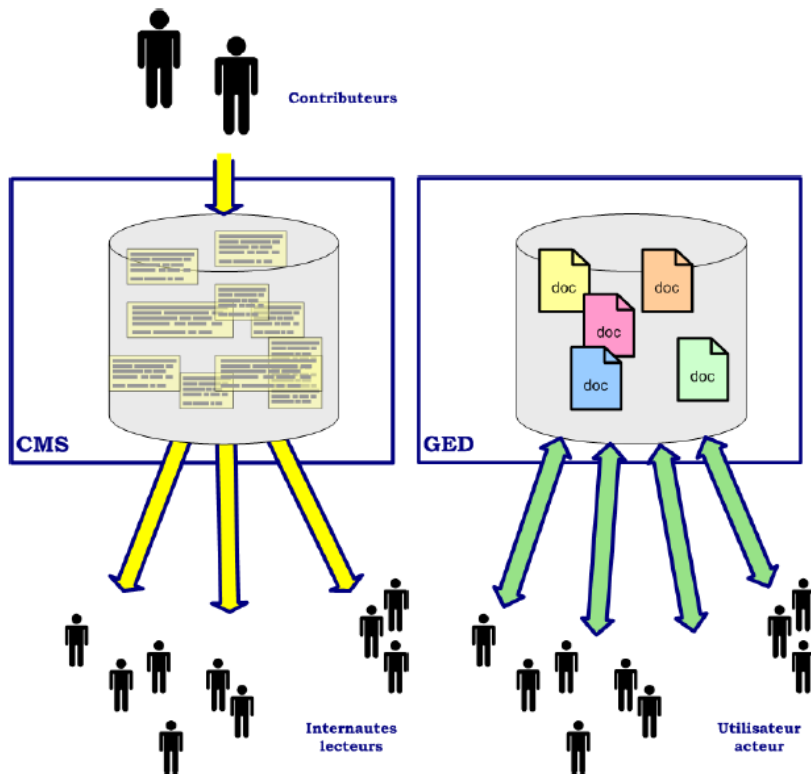 Contributeurs
CMS
doc
doc
doc
doc
doc
GED
Internautes
lecteurs
Utilisateur
acteur